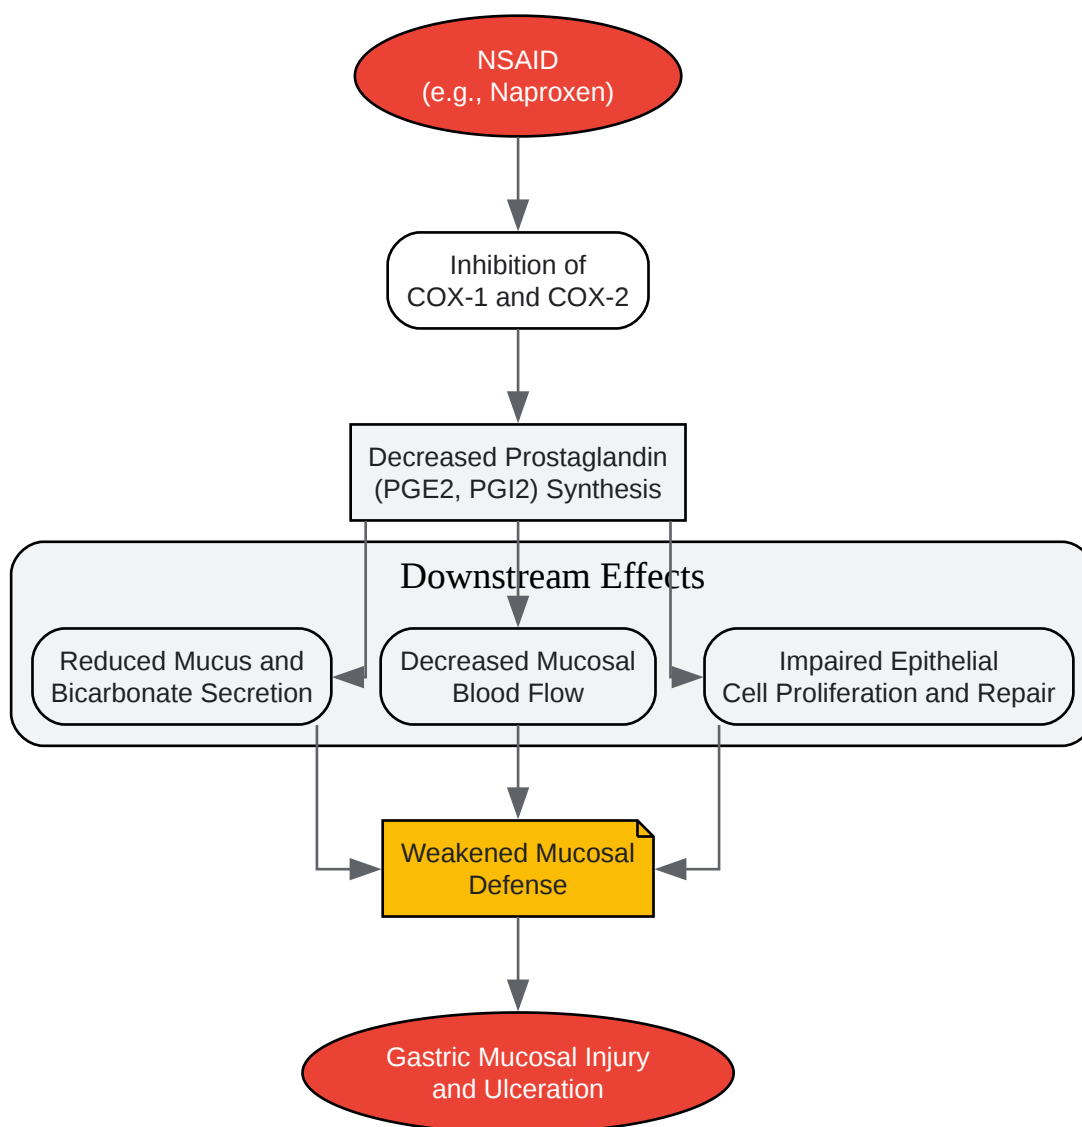 NSAID
(e.g., Naproxen)
Inhibition of
COX-1 and COX-2
Decreased Prostaglandin
(PGE2, PGI2) Synthesis
Downstream Effects
Reduced Mucus and
Bicarbonate Secretion
Decreased Mucosal
Blood Flow
Impaired Epithelial
Cell Proliferation and Repair
Weakened Mucosal
Defense
Gastric Mucosal Injury
and Ulceration